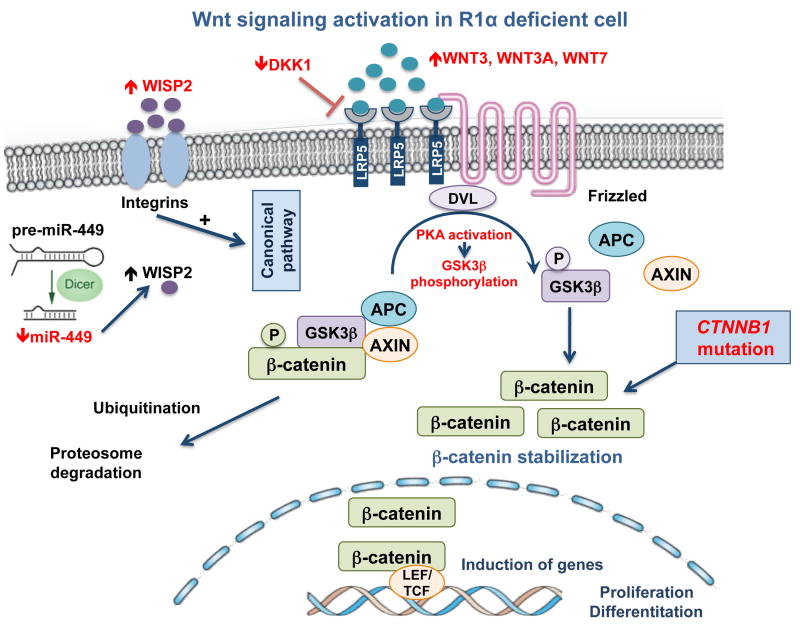 Wnt signaling activation in R1α deficient cell
DKK1
WNT3, WNT3A, WNT7
WISP2
LRP5
LRP5
LRP5
Integrins
+
Canonical
pathway
DVL
Frizzled
PKA activation
GSK3β
phosphorylation
P
GSK3β
APC
AXIN
pre-miR-449
Dicer
miR-449
WISP2
APC
GSK3β
AXIN
P
β-catenin
CTNNB1
mutation
Ubiquitination
Proteosome
degradation
β-catenin
β-catenin
β-catenin
β-catenin stabilization
β-catenin
β-catenin
LEF/
TCF
Induction of genes
Proliferation
Differentitation